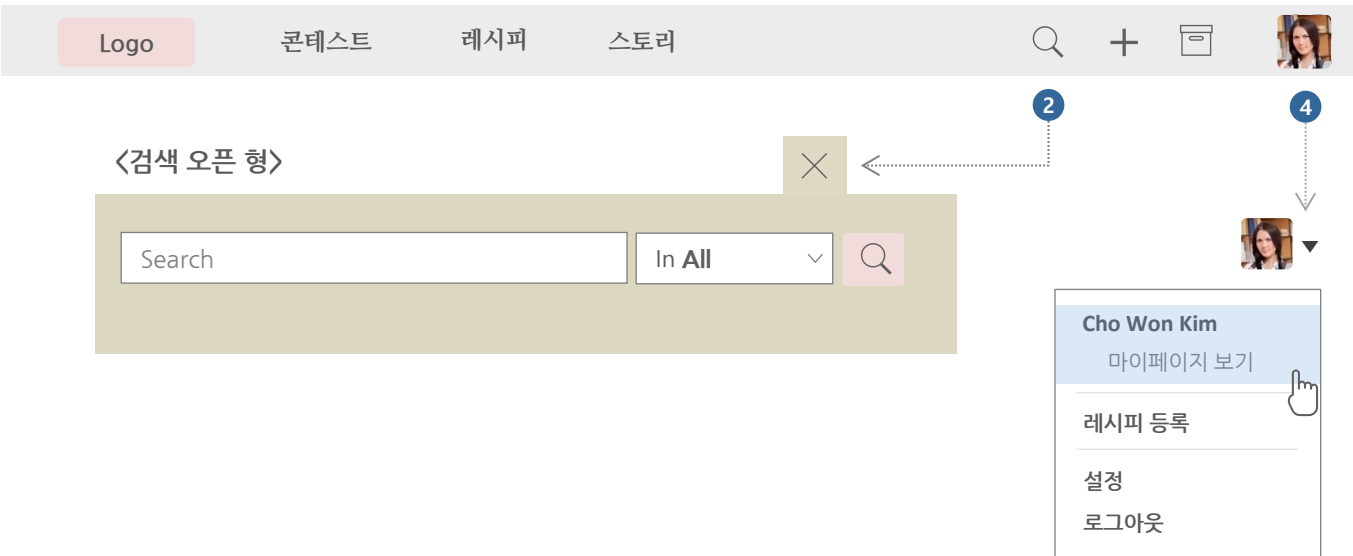 Logo 콘테스트 레시피 스토리
2
4
<검색 오픈 형>
Search In All
Cho Won Kim
마이페이지 보기
레시피 등록
설정
로그아웃